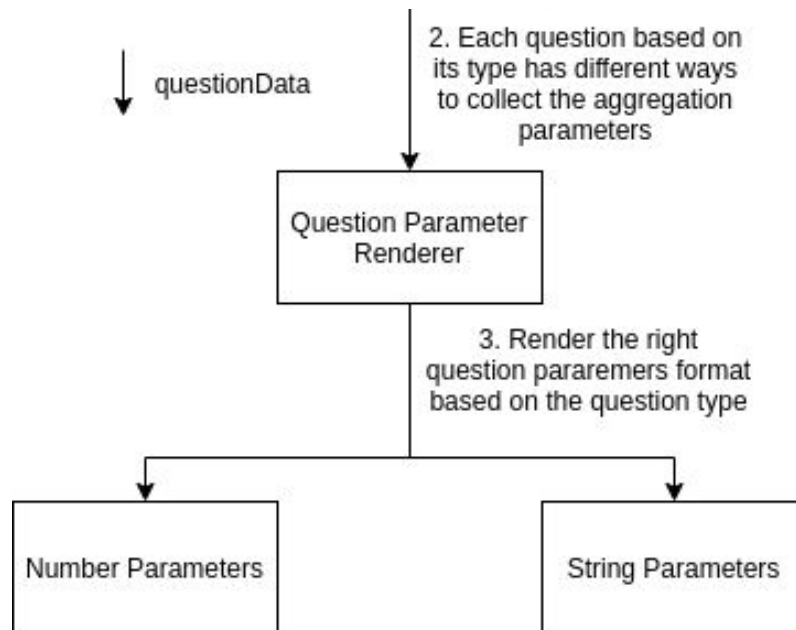 2. Each question based on
its type has different ways
to collect the aggregation
parameters
questionData
Question Parameter
Renderer
3. Render the right
question pararemers format
based on the question type
Number Parameters
String Parameters